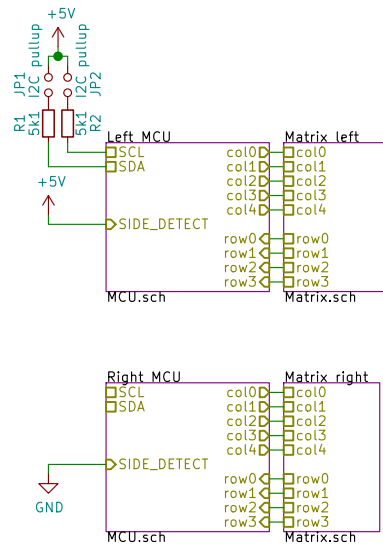 +5V
JP1
I2C pullup
I2C pullup
JP2
R1
5k1
5k1
R2
Left MCU
SCL
SDA
SIDE_DETECT
col0
col1
col2
col3
col4
row0
row1
row2
row3
MCU.sch
+5V
Matrix left
col0
col1
col2
col3
col4
row0
row1
row2
row3
Matrix.sch
Right MCU
SCL
SDA
SIDE_DETECT
col0
col1
col2
col3
col4
row0
row1
row2
row3
MCU.sch
GND
Matrix right
col0
col1
col2
col3
col4
row0
row1
row2
row3
Matrix.sch